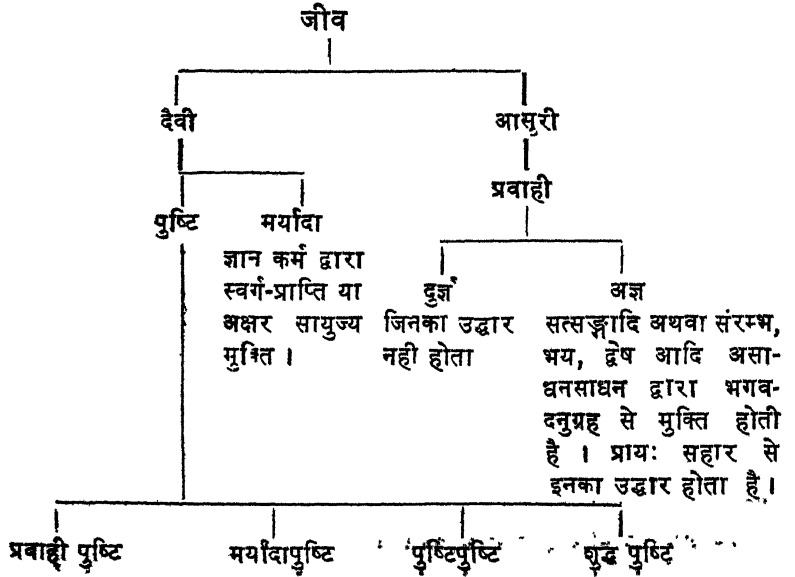 जीव
दैवी आसुरी
प्रवाही
पुष्टि मर्यादा
ज्ञान कर्म द्वारा
स्वर्ग-प्राप्ति या
अक्षर सायुज्य
मुक्ति ।
दुर्ज्ञ
जिनका उद्धार
नही होता
अज्ञ
सत्सङ्गादि अथवा संरम्भ,
भय, द्वेष आदि असा-
धनसाधन द्वारा भगव-
दनुग्रह से मुक्ति होती
है । प्रायः सहार से
इनका उद्धार होता है ।
प्रवाही पुष्टि मर्यादापुष्टि पुष्टिपुष्टि शुद्ध पुष्टि